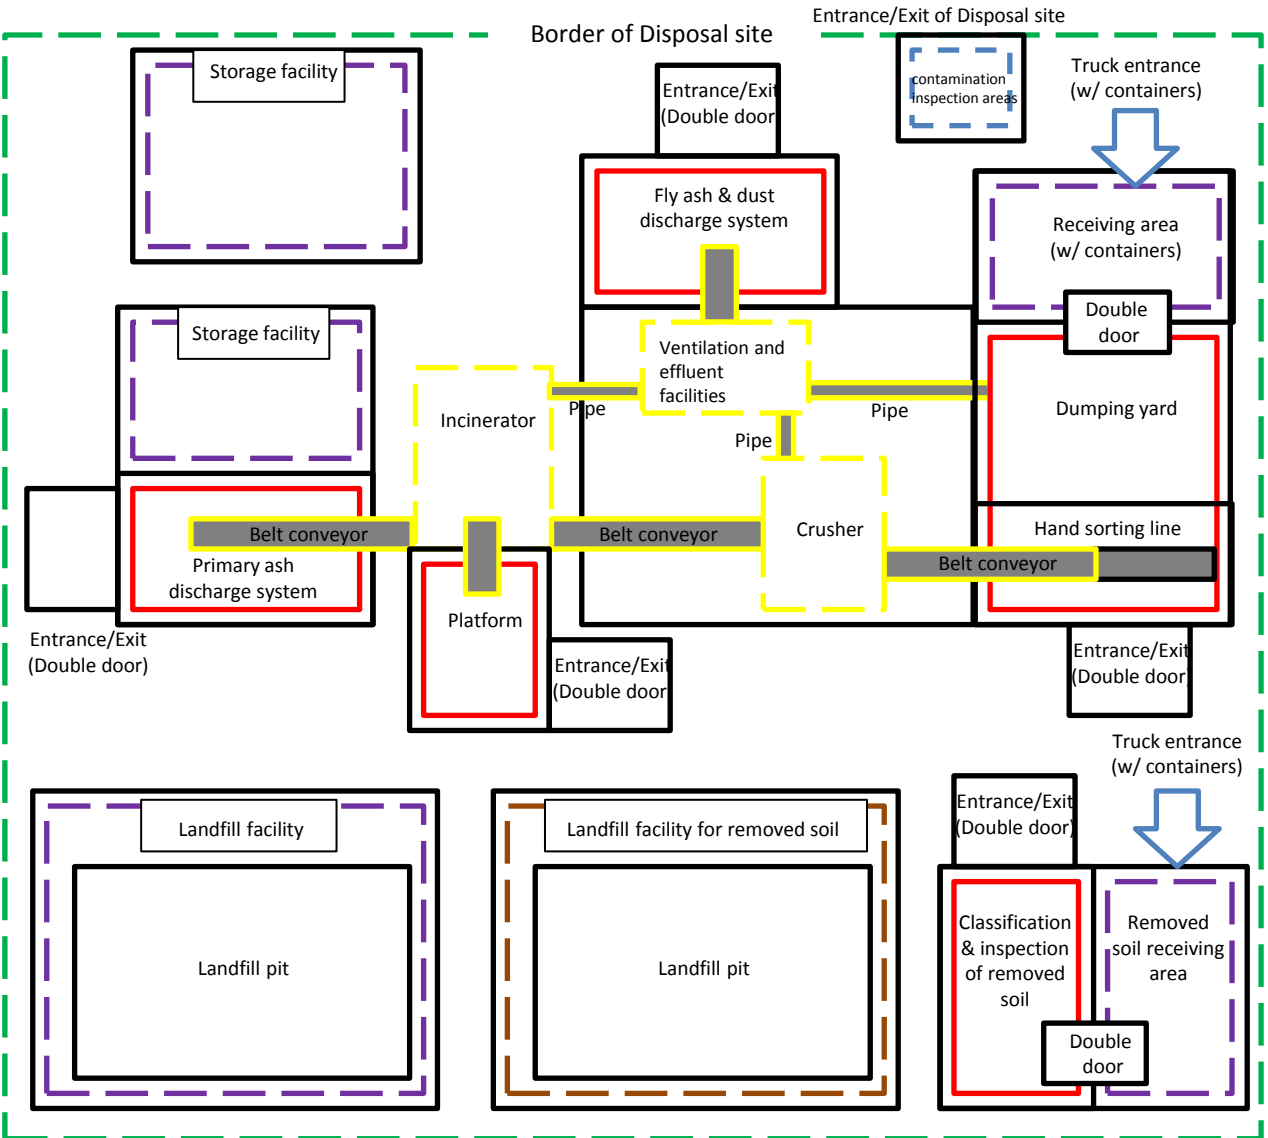 Entrance/Exit of Disposal site
Border of Disposal site
Storage facility
contamination
inspection areas
Truck entrance
(w/ containers)
Entrance/Exit
(Double door
Fly ash & dust
discharge system
Receiving area
(w/ containers)
Double
door
Storage facility
Ventilation and
effluent
facilities
Incinerator
Pipe
Pipe
Dumping yard
Pipe
Hand sorting line
Belt conveyor
Belt conveyor
Crusher
Belt conveyor
Primary ash
discharge system
Platform
Entrance/Exit
(Double door)
Entrance/Exit
(Double door
Entrance/Exit
(Double door)
Truck entrance
(w/ containers)
Entrance/Exit
(Double door)
Landfill facility
Landfill facility for removed soil
Classification
& inspection
of removed
soil
Removed
soil receiving
area
Landfill pit
Landfill pit
Double
door